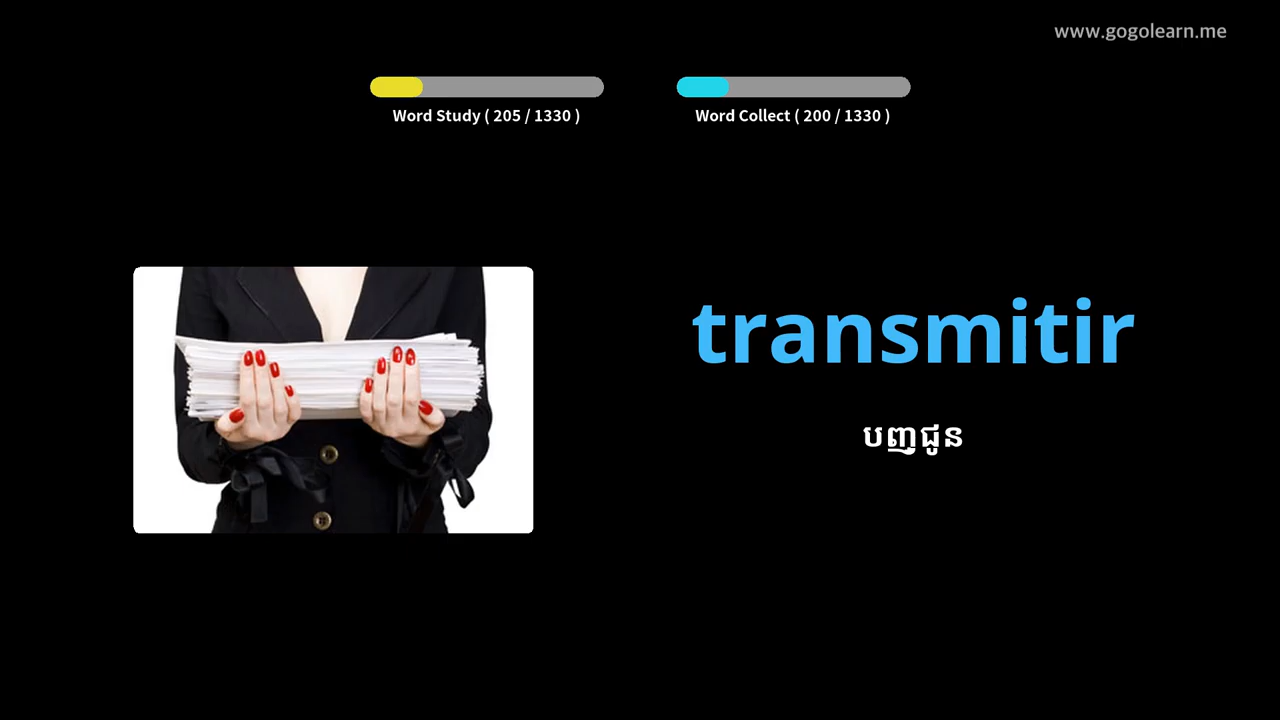 www.gogolearn.me
Word Study ( 205 / 1330 )
Word Collect ( 200 / 1330 )
transmitir
បញ្ជូន